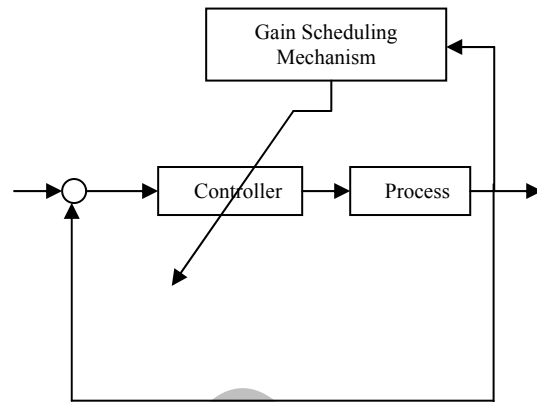 Gain Scheduling
Mechanism
Controller
Process